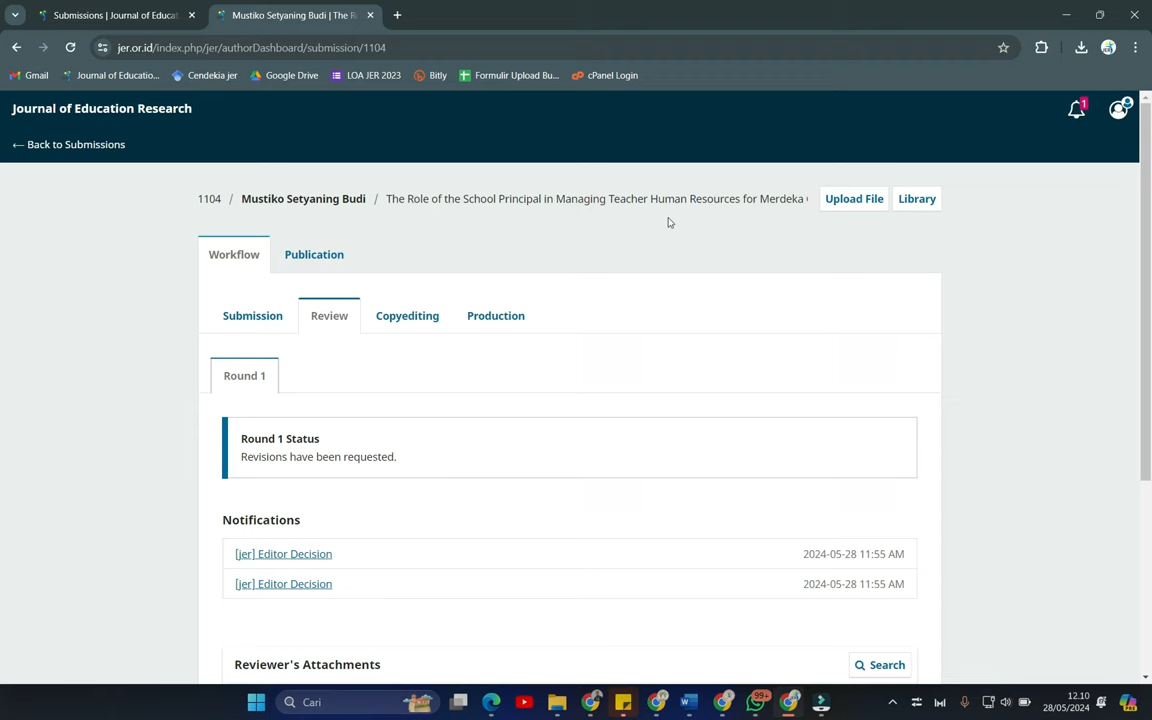 Submissions | Journal of Educat
Mustiko Setyaning Budi | The R
jer.or.id/index.php/jer/authorDashboard/submission/1104
Gmail
Journal of Educatio...
Cendekia jer
Google Drive
LOA JER 2023
Bitly
Formulir Upload Bu...
cPanel Login
Journal of Education Research
1
← Back to Submissions
1104 / Mustiko Setyaning Budi / The Role of the School Principal in Managing Teacher Human Resources for Merdeka
Upload File
Library
Workflow
Publication
Submission
Review
Copyediting
Production
Round 1
Round 1 Status
Revisions have been requested.
Notifications
[jer] Editor Decision 2024-05-28 11:55 AM
[jer] Editor Decision 2024-05-28 11:55 AM
Reviewer's Attachments
Search
Cari
99+
12.10
28/05/2024